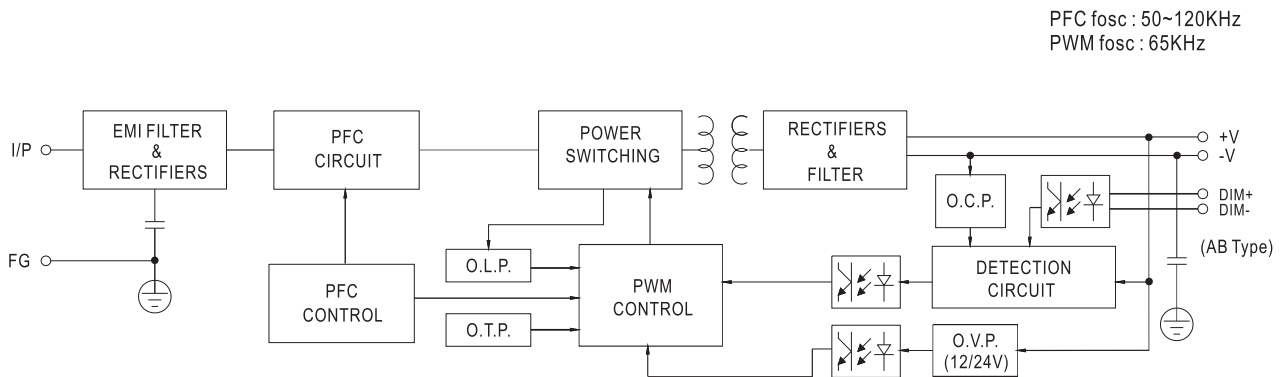 PFC fosc : 50~120KHz
PWM fosc : 65KHz
I/P
EMI FILTER
&
RECTIFIERS
PFC
CIRCUIT
POWER
SWITCHING
RECTIFIERS
&
FILTER
+V
-V
DIM+
DIM-
(AB Type)
O.C.P.
FG
O.L.P.
PFC
CONTROL
O.T.P.
PWM
CONTROL
DETECTION
CIRCUIT
O.V.P.
(12/24V)